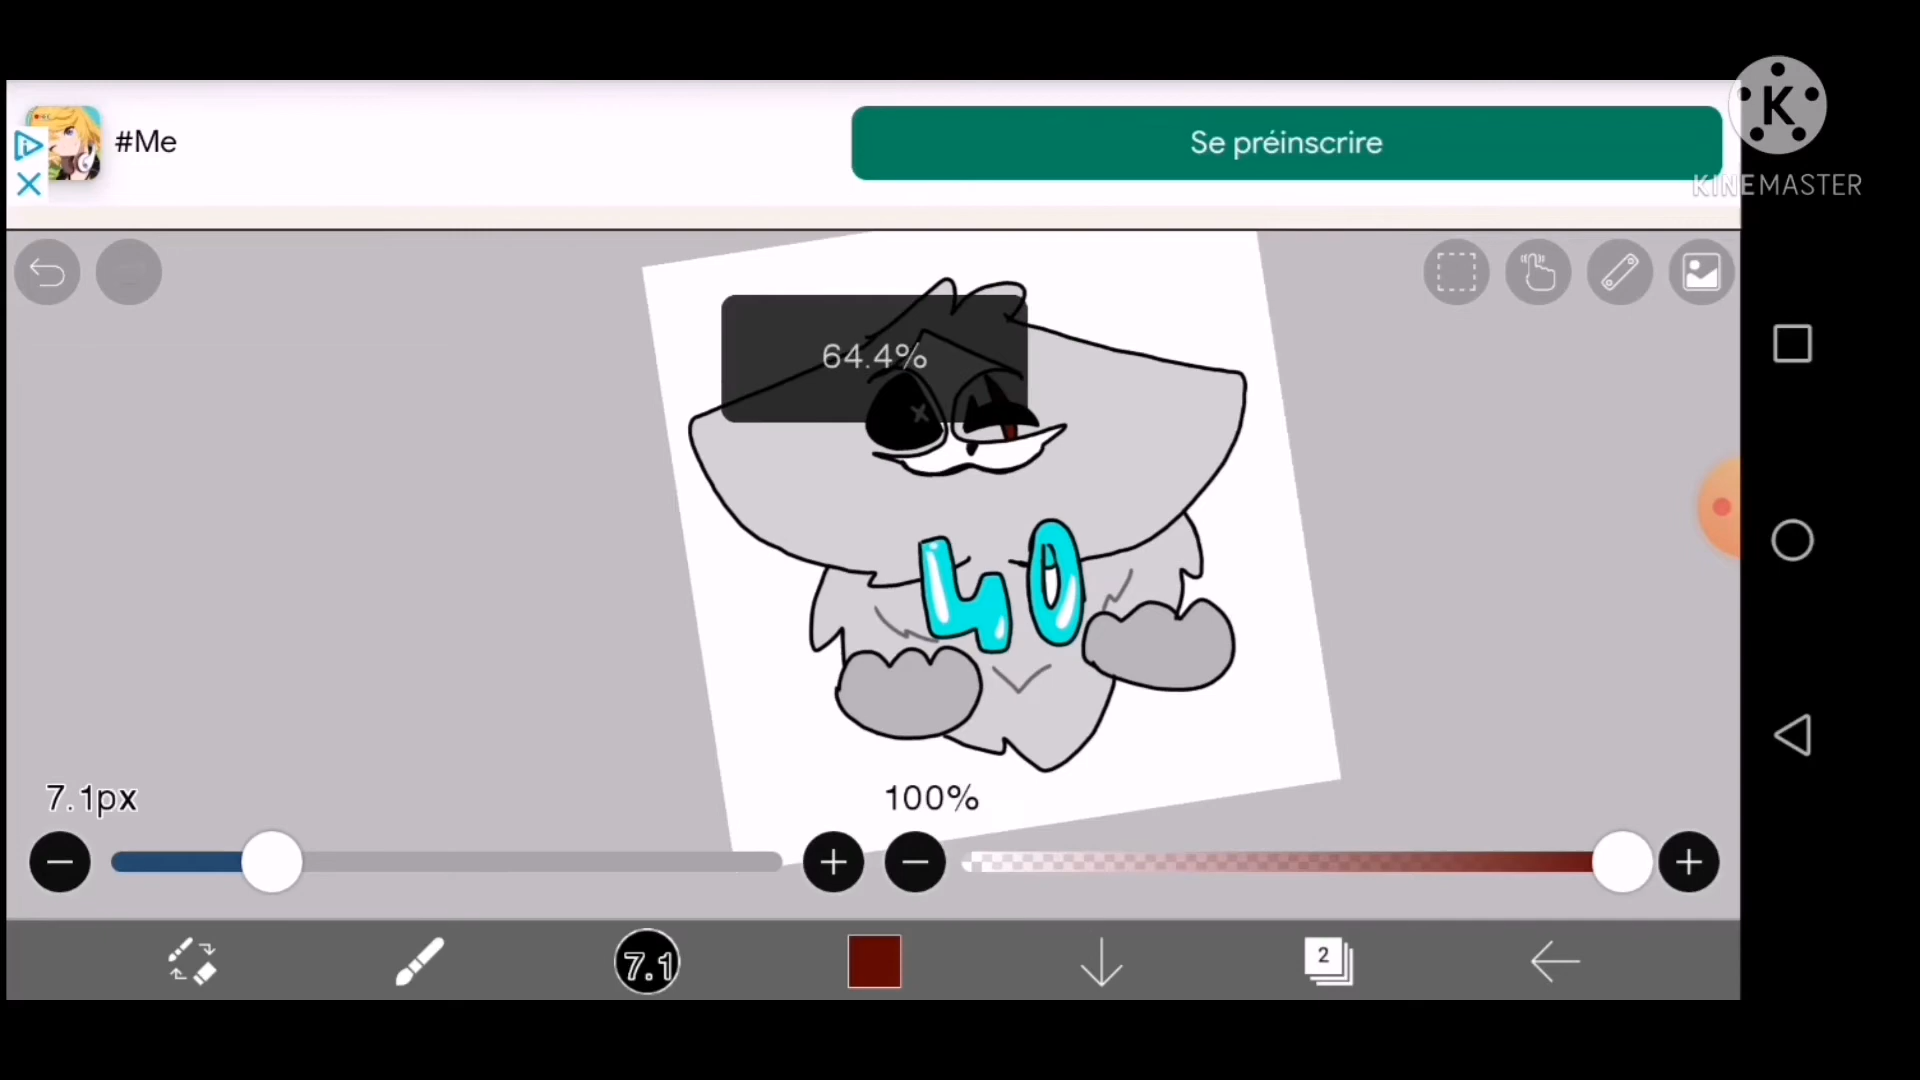 #Me
Se préinscrire
K
KINEMASTER
64.4%
40
7.1px
100%
7.1
2